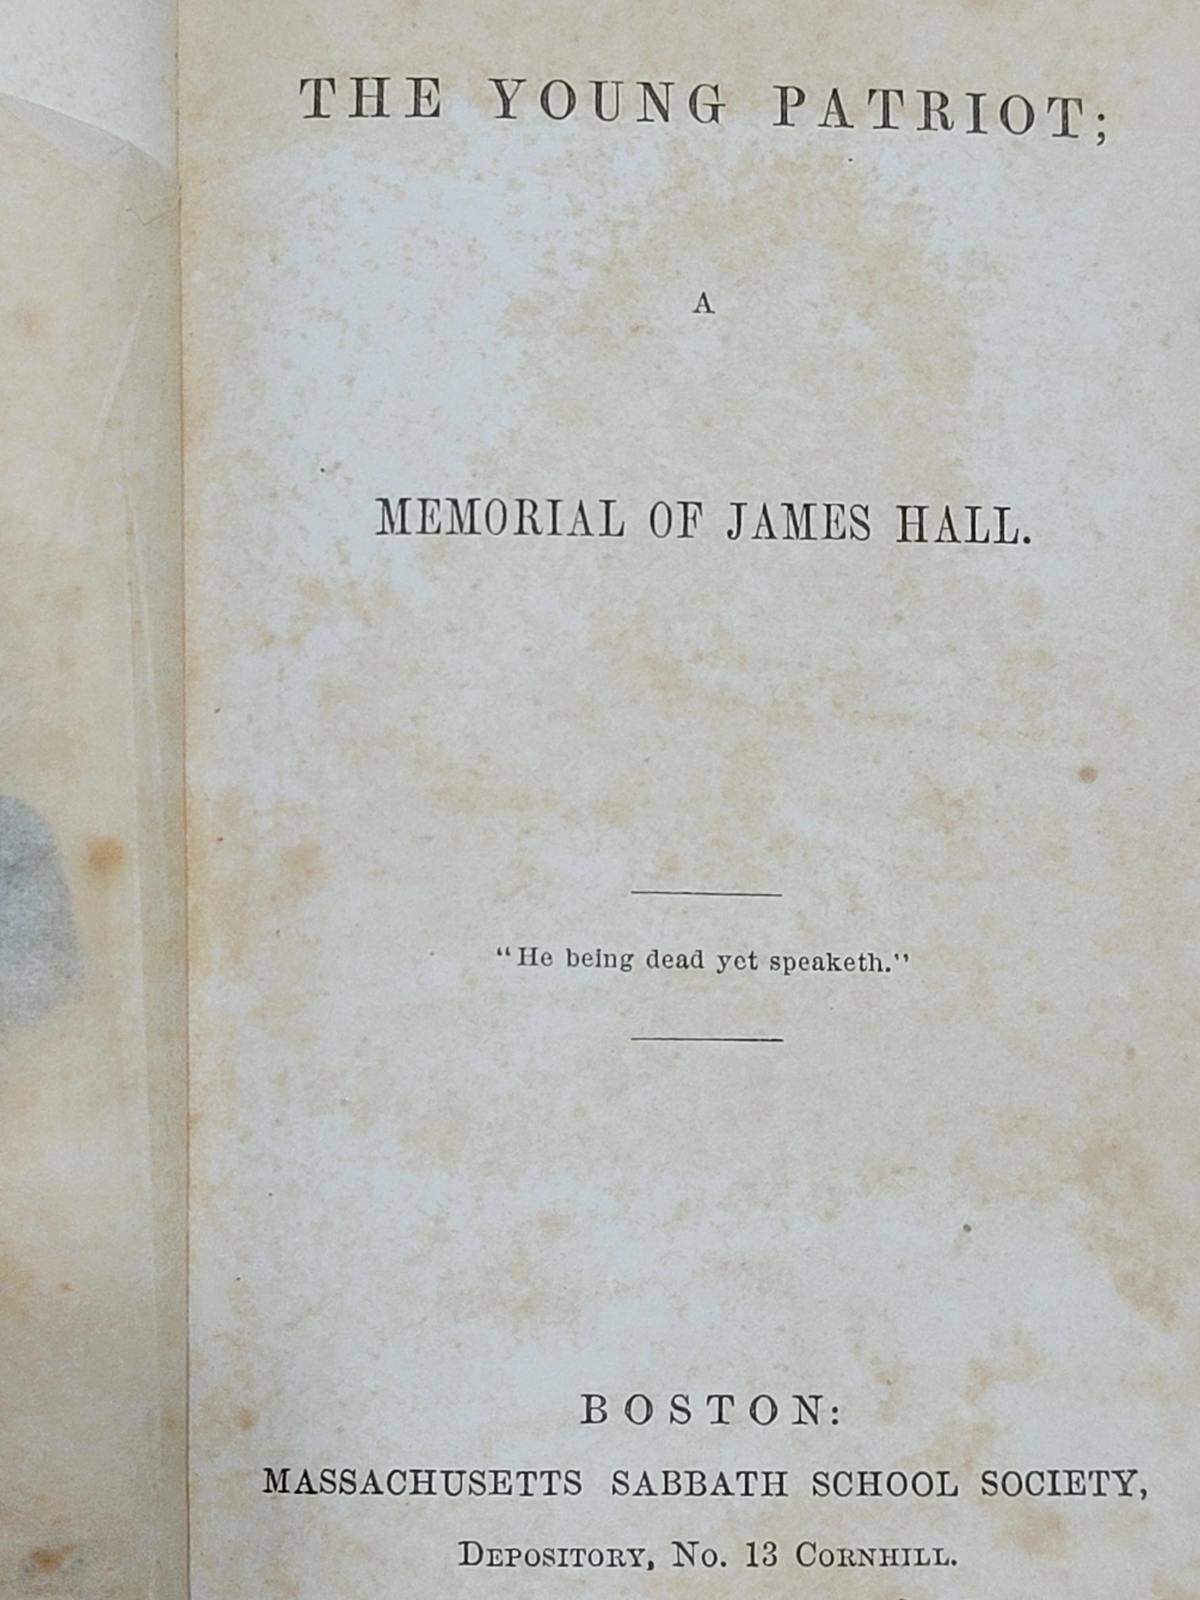 THE YOUNG PATRIOT;
A
MEMORIAL OF JAMES HALL.
"He being dead yet speaketh."
BOSTON:
MASSACHUSETTS SABBATH SCHOOL SOCIETY,
DEPOSITORY, NO. 13 CORNHILL.